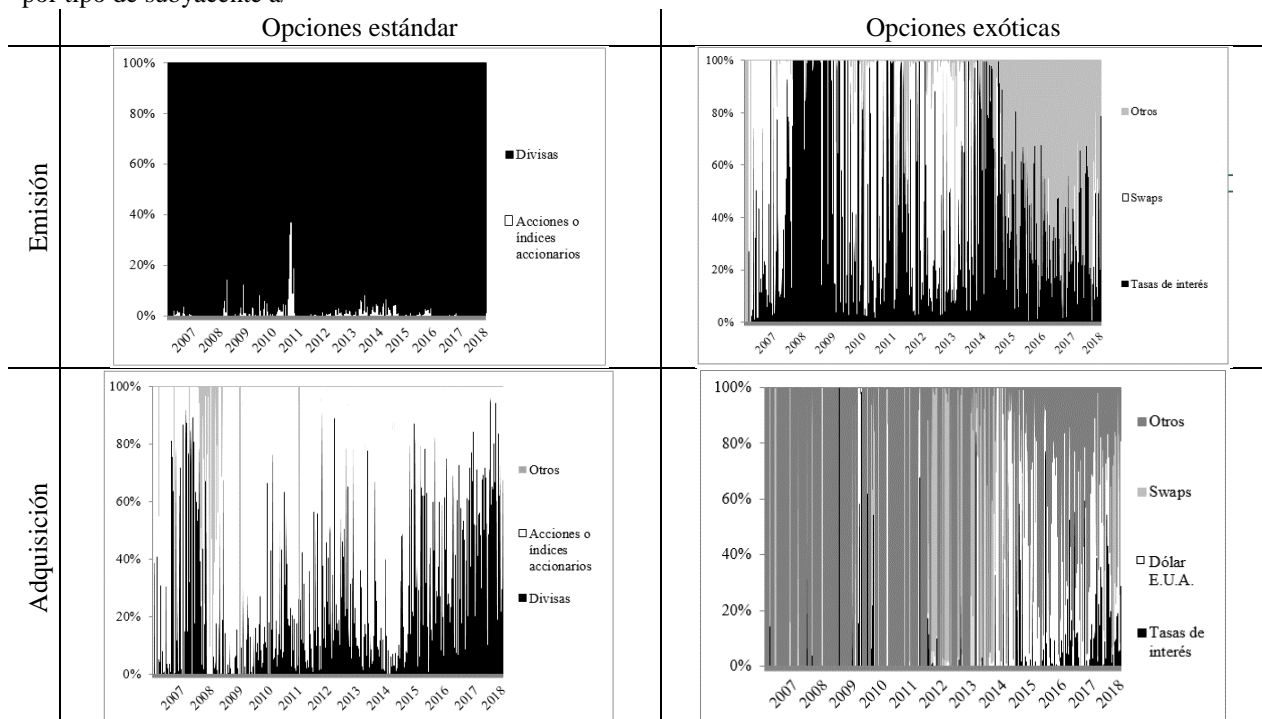 por tipo de subyacente a/
Opciones estándar
Opciones exóticas
Emisión
100%
80%
60%
40%
20%
0%
2007 2008 2009 2010 2011 2012 2013 2014 2015 2016 2017 2018
Divisas
Acciones o
índices
accionarios
100%
80%
60%
40%
20%
0%
2007 2008 2009 2010 2011 2012 2013 2014 2015 2016 2017 2018
Otros
Swaps
Tasas de interés
Adquisición
100%
80%
60%
40%
20%
0%
2007 2008 2009 2010 2011 2012 2013 2014 2015 2016 2017 2018
Otros
Acciones o
índices
accionarios
Divisas
100%
80%
60%
40%
20%
0%
2007 2008 2009 2010 2011 2012 2013 2014 2015 2016 2017 2018
Otros
Swaps
Dólar
E.U.A.
Tasas de
interés